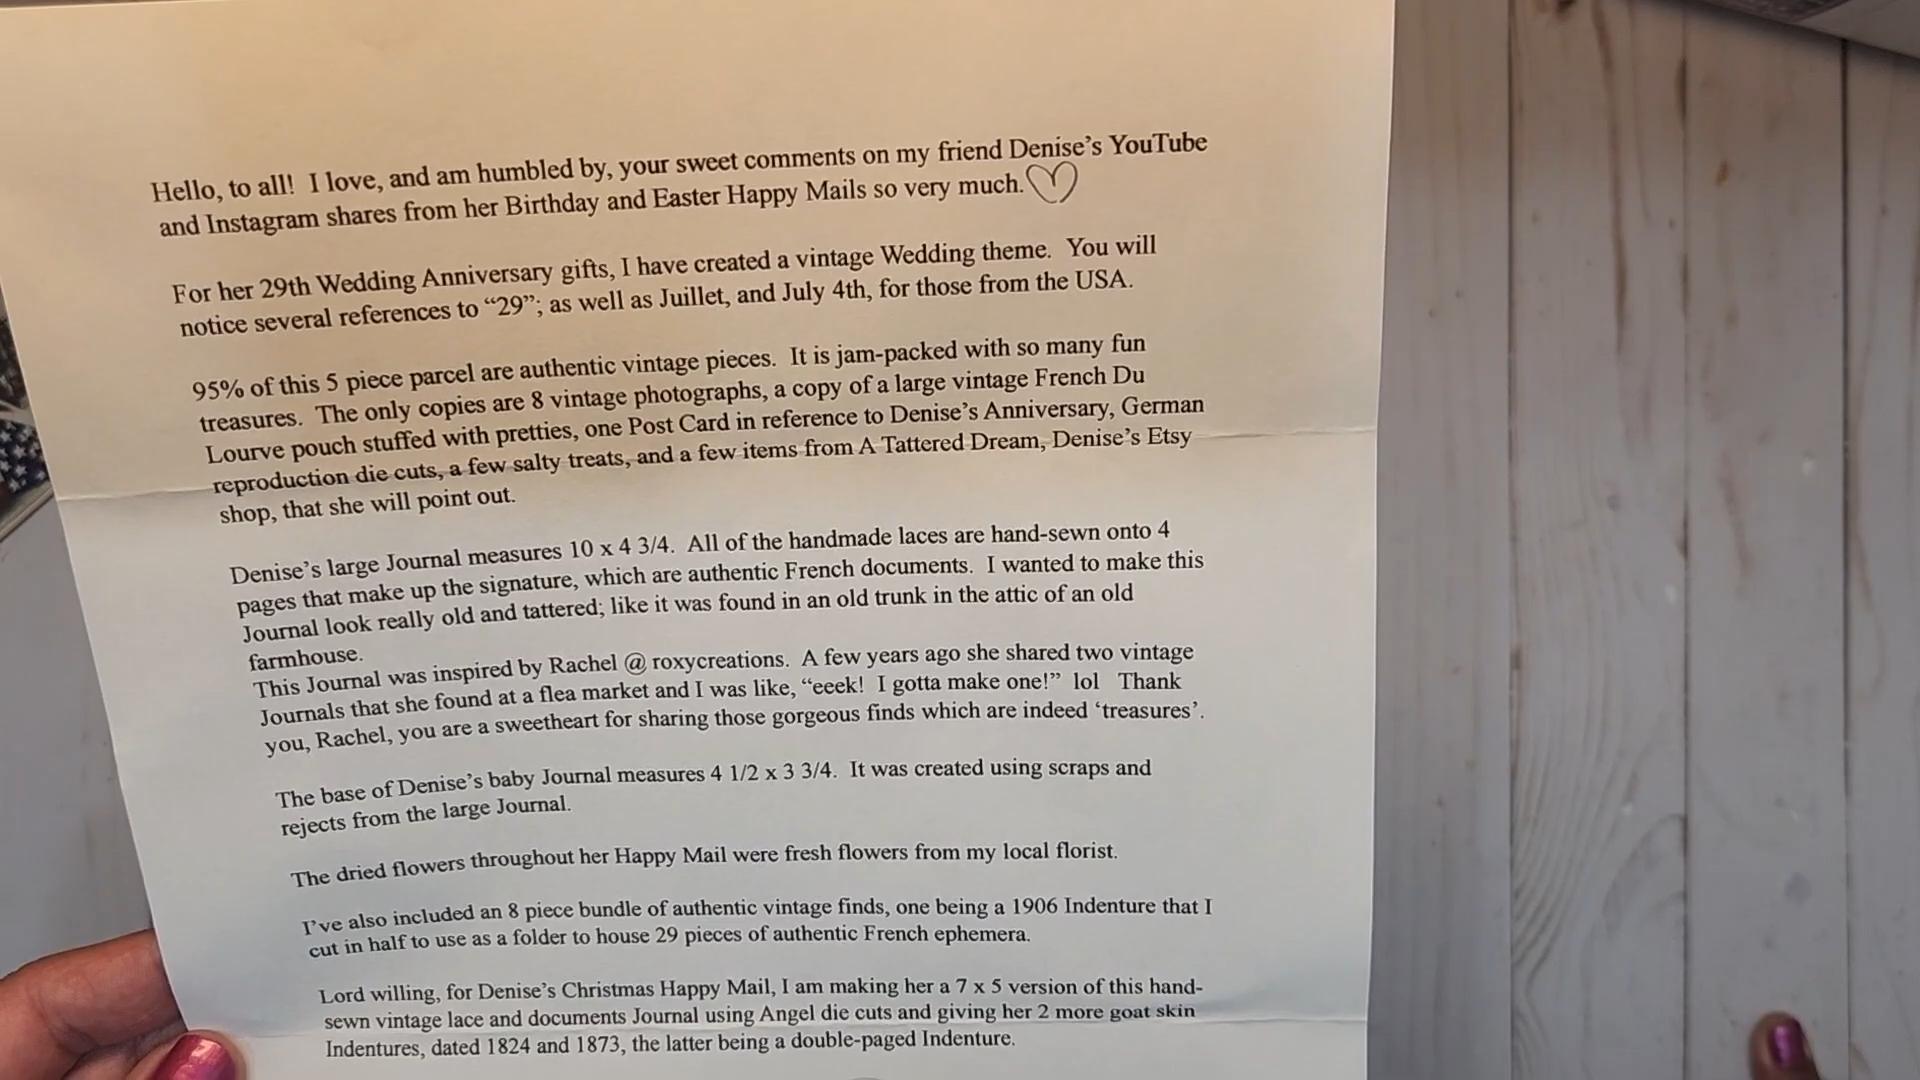 Hello, to all!  I love, and am humbled by, your sweet comments on my friend Denise's YouTube
and Instagram shares from her Birthday and Easter Happy Mails so very much.
For her 29th Wedding Anniversary gifts, I have created a vintage Wedding theme.  You will
notice several references to “29”; as well as Juillet, and July 4th, for those from the USA.
95% of this 5 piece parcel are authentic vintage pieces.  It is jam-packed with so many fun
treasures.  The only copies are 8 vintage photographs, a copy of a large vintage French Du
Lourve pouch stuffed with pretties, one Post Card in reference to Denise's Anniversary, German
reproduction die cuts, a few salty treats, and a few items from A Tattered Dream, Denise's Etsy
shop, that she will point out.
Denise's large Journal measures 10 x 4 3/4.  All of the handmade laces are hand-sewn onto 4
pages that make up the signature, which are authentic French documents.  I wanted to make this
Journal look really old and tattered; like it was found in an old trunk in the attic of an old
farmhouse.
This Journal was inspired by Rachel @ roxycreations.  A few years ago she shared two vintage
Journals that she found at a flea market and I was like, “eeek!  I gotta make one!”  lol   Thank
you, Rachel, you are a sweetheart for sharing those gorgeous finds which are indeed ‘treasures’.
The base of Denise's baby Journal measures 4 1/2 x 3 3/4.  It was created using scraps and
rejects from the large Journal.
The dried flowers throughout her Happy Mail were fresh flowers from my local florist.
I've also included an 8 piece bundle of authentic vintage finds, one being a 1906 Indenture that I
cut in half to use as a folder to house 29 pieces of authentic French ephemera.
Lord willing, for Denise's Christmas Happy Mail, I am making her a 7 x 5 version of this hand-
sewn vintage lace and documents Journal using Angel die cuts and giving her 2 more goat skin
Indentures, dated 1824 and 1873, the latter being a double-paged Indenture.